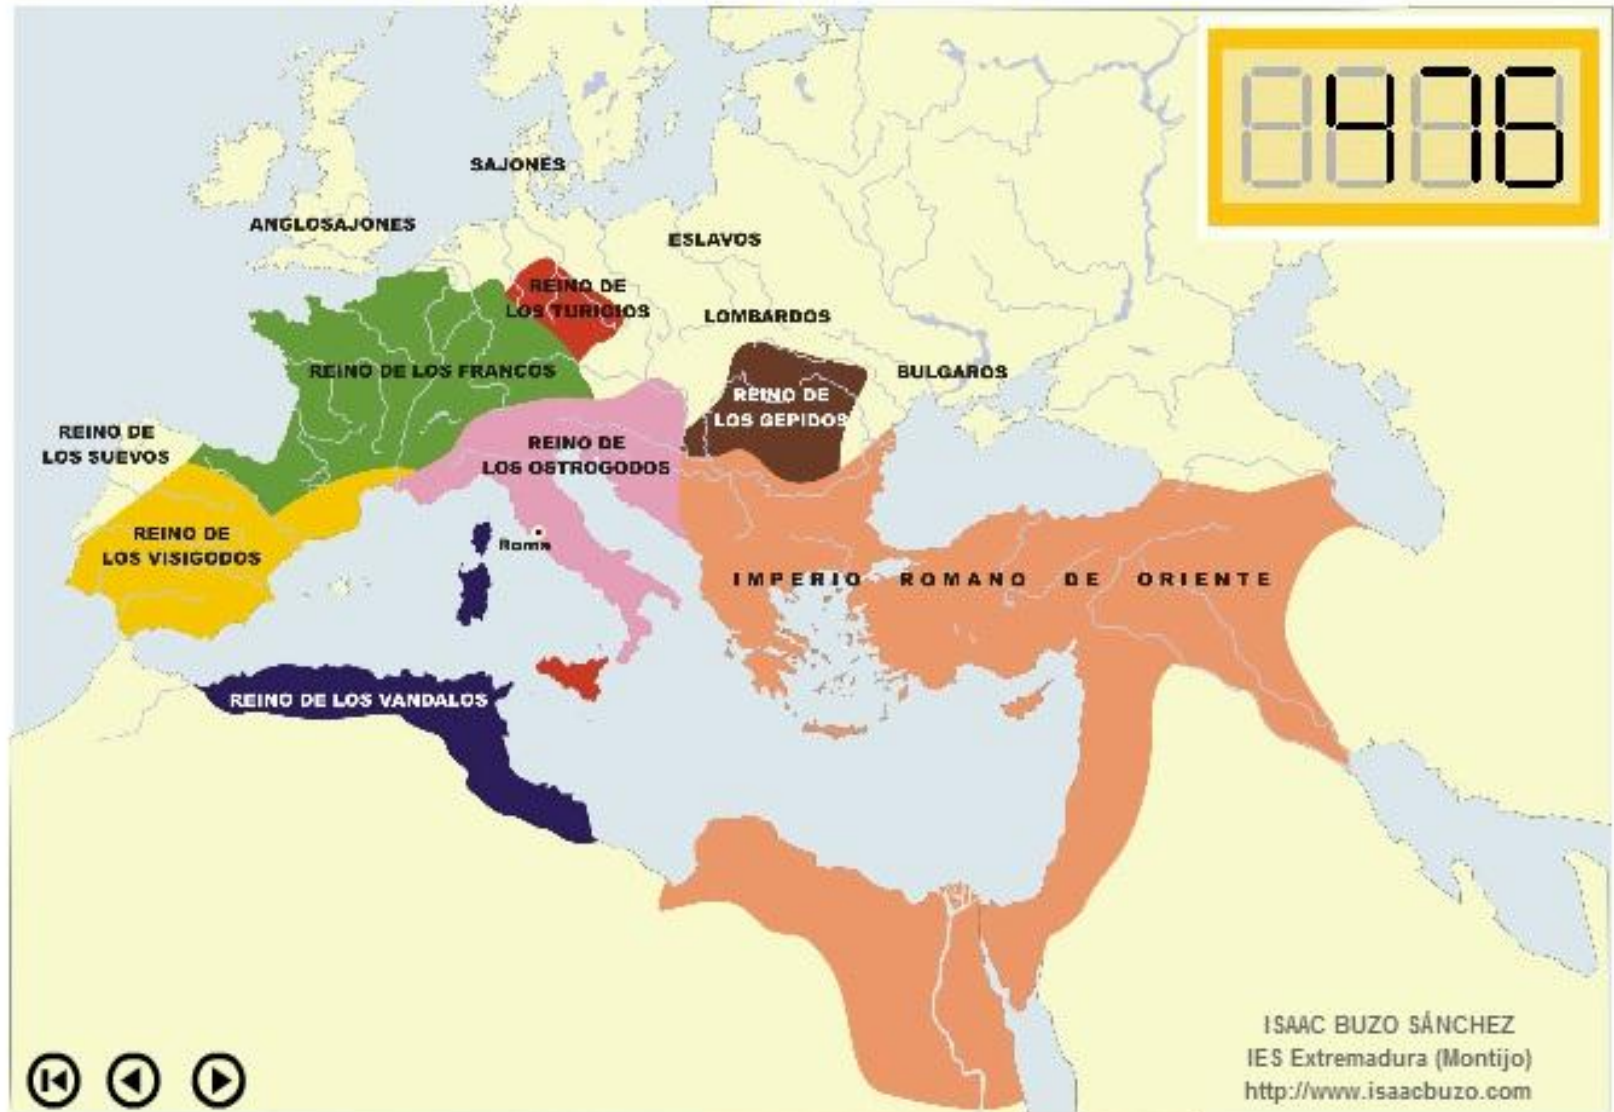 476
SAJONES
ANGLOSAJONES
ESLAVOS
REINO DE
LOS TURIGIOS
LOMBARDOS
REINO DE LOS FRANCOS
BULGAROS
REINO DE
LOS GEPIDOS
REINO DE
LOS SUEVOS
REINO DE
LOS OSTROGODOS
REINO DE
LOS VISIGODOS
Roma
IMPERIO ROMANO DE ORIENTE
REINO DE LOS VANDALOS
ISAAC BUZO SÁNCHEZ
IES Extremadura (Montijo)
http://www.isaacbuzo.com